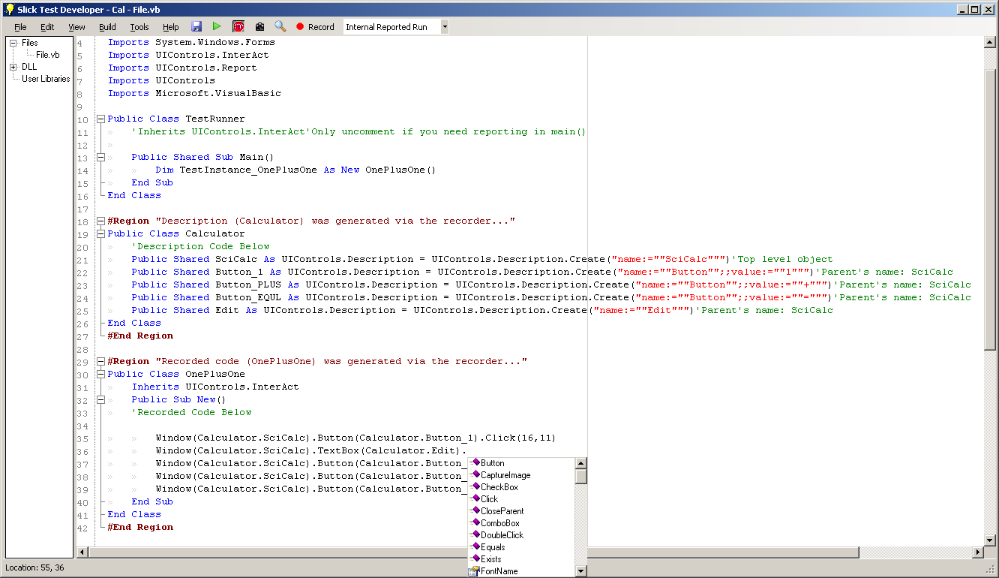 Slick Test Developer - Cal - File.vb
File Edit View Build Tools Help Record Internal Reported Run
Files
File.vb
DLL
User Libraries
4 Imports System.Windows.Forms
5 Imports UIControls.InterAct
6 Imports UIControls.Report
7 Imports UIControls
8 Imports Microsoft.VisualBasic
9
10 Public Class TestRunner
11 'Inherits UIControls.InterAct'Only uncomment if you need reporting in main()
12
13 Public Shared Sub Main()
14 Dim TestInstance_OnePlusOne As New OnePlusOne()
15 End Sub
16 End Class
17
18 #Region "Description (Calculator) was generated via the recorder..."
19 Public Class Calculator
20 'Description Code Below
21 Public Shared SciCalc As UIControls.Description = UIControls.Description.Create("name:=""SciCalc""")'Top level object
22 Public Shared Button_1 As UIControls.Description = UIControls.Description.Create("name:=""Button"";;value:=""1""")'Parent's name: SciCalc
23 Public Shared Button_PLUS As UIControls.Description = UIControls.Description.Create("name:=""Button"";;value:=""+""")'Parent's name: SciCalc
24 Public Shared Button_EQUL As UIControls.Description = UIControls.Description.Create("name:=""Button"";;value:=""=""")'Parent's name: SciCalc
25 Public Shared Edit As UIControls.Description = UIControls.Description.Create("name:=""Edit""")'Parent's name: SciCalc
26 End Class
27 #End Region
28
29 #Region "Recorded code (OnePlusOne) was generated via the recorder..."
30 Public Class OnePlusOne
31 Inherits UIControls.InterAct
32 Public Sub New()
33 'Recorded Code Below
34
35 Window(Calculator.SciCalc).Button(Calculator.Button_1).Click(16,11)
36 Window(Calculator.SciCalc).TextBox(Calculator.Edit).
37 Window(Calculator.SciCalc).Button(Calculator.Button_
38 Window(Calculator.SciCalc).Button(Calculator.Button_
39 Window(Calculator.SciCalc).Button(Calculator.Button_
40 End Sub
41 End Class
42 #End Region
Button
CaptureImage
CheckBox
Click
CloseParent
ComboBox
DoubleClick
Equals
Exists
FontName
Location: 55, 36